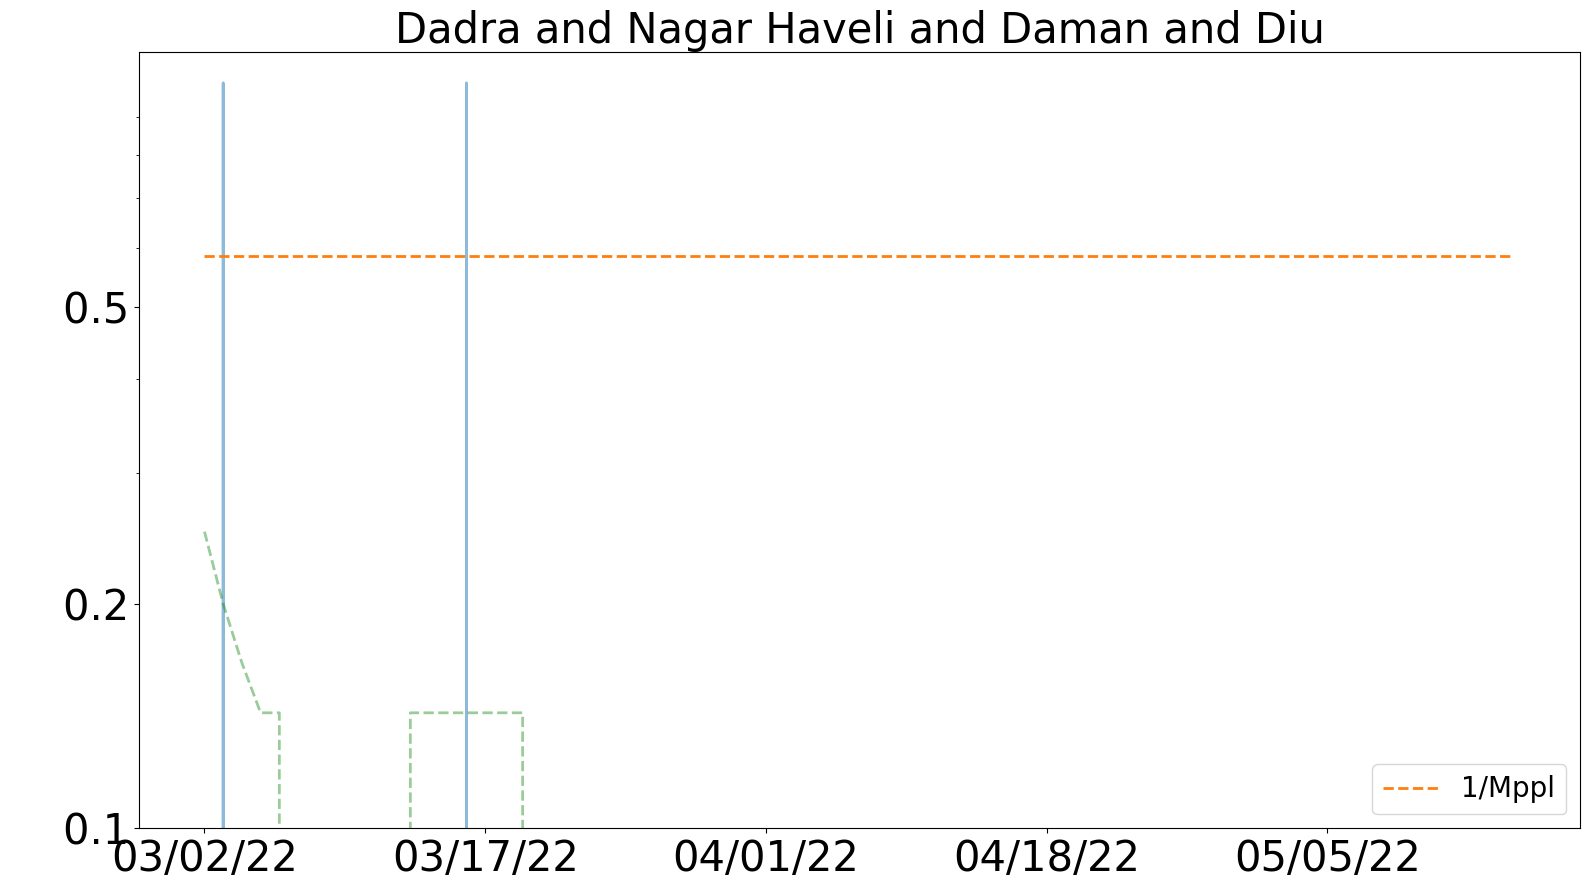 Dadra and Nagar Haveli and Daman and Diu
0.5
0.2
0.1
1/Mppl
03/02/22 03/17/22 04/01/22 04/18/22 05/05/22